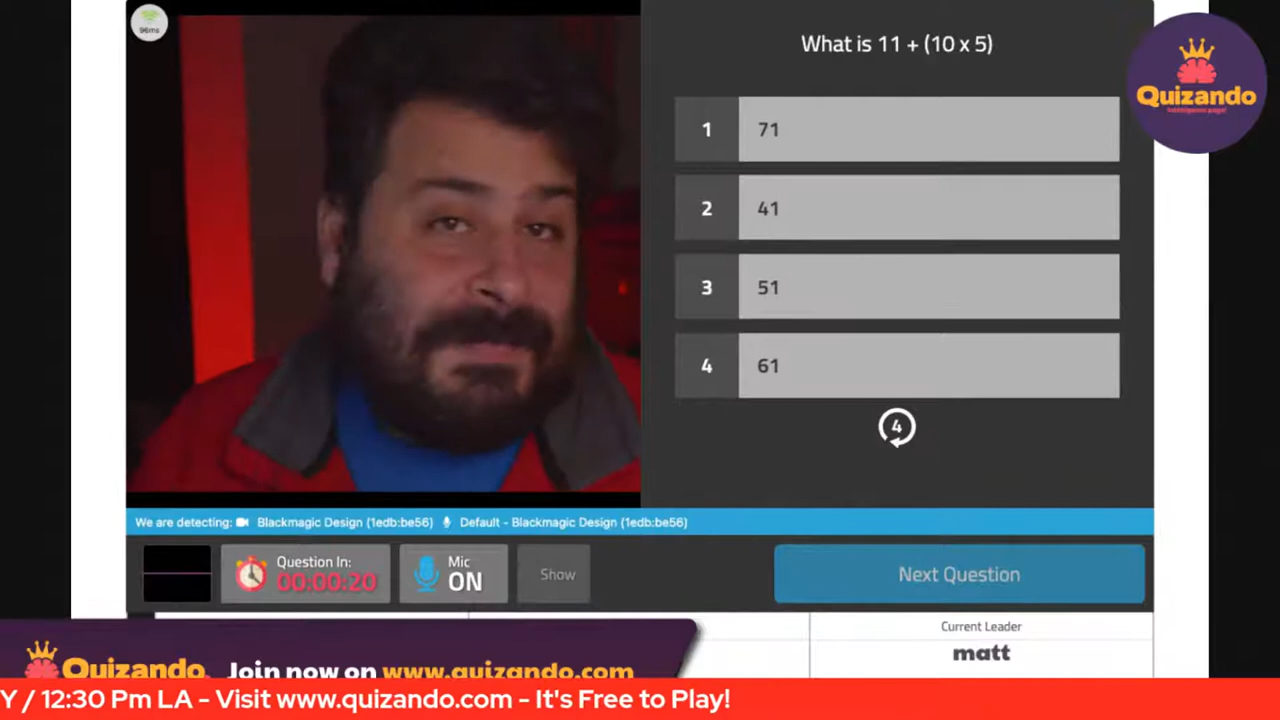 96ms
What is 11 + (10 x 5)
Quizando
1 71
2 41
3 51
4 61
4
We are detecting: Blackmagic Design (1edb:be56) Default - Blackmagic Design (1edb:be56)
Question In:
00:00:20
Mic
ON
Show
Next Question
Current Leader
matt
Quizando Join now on www.quizando.com
Y / 12:30 Pm LA - Visit www.quizando.com - It's Free to Play!